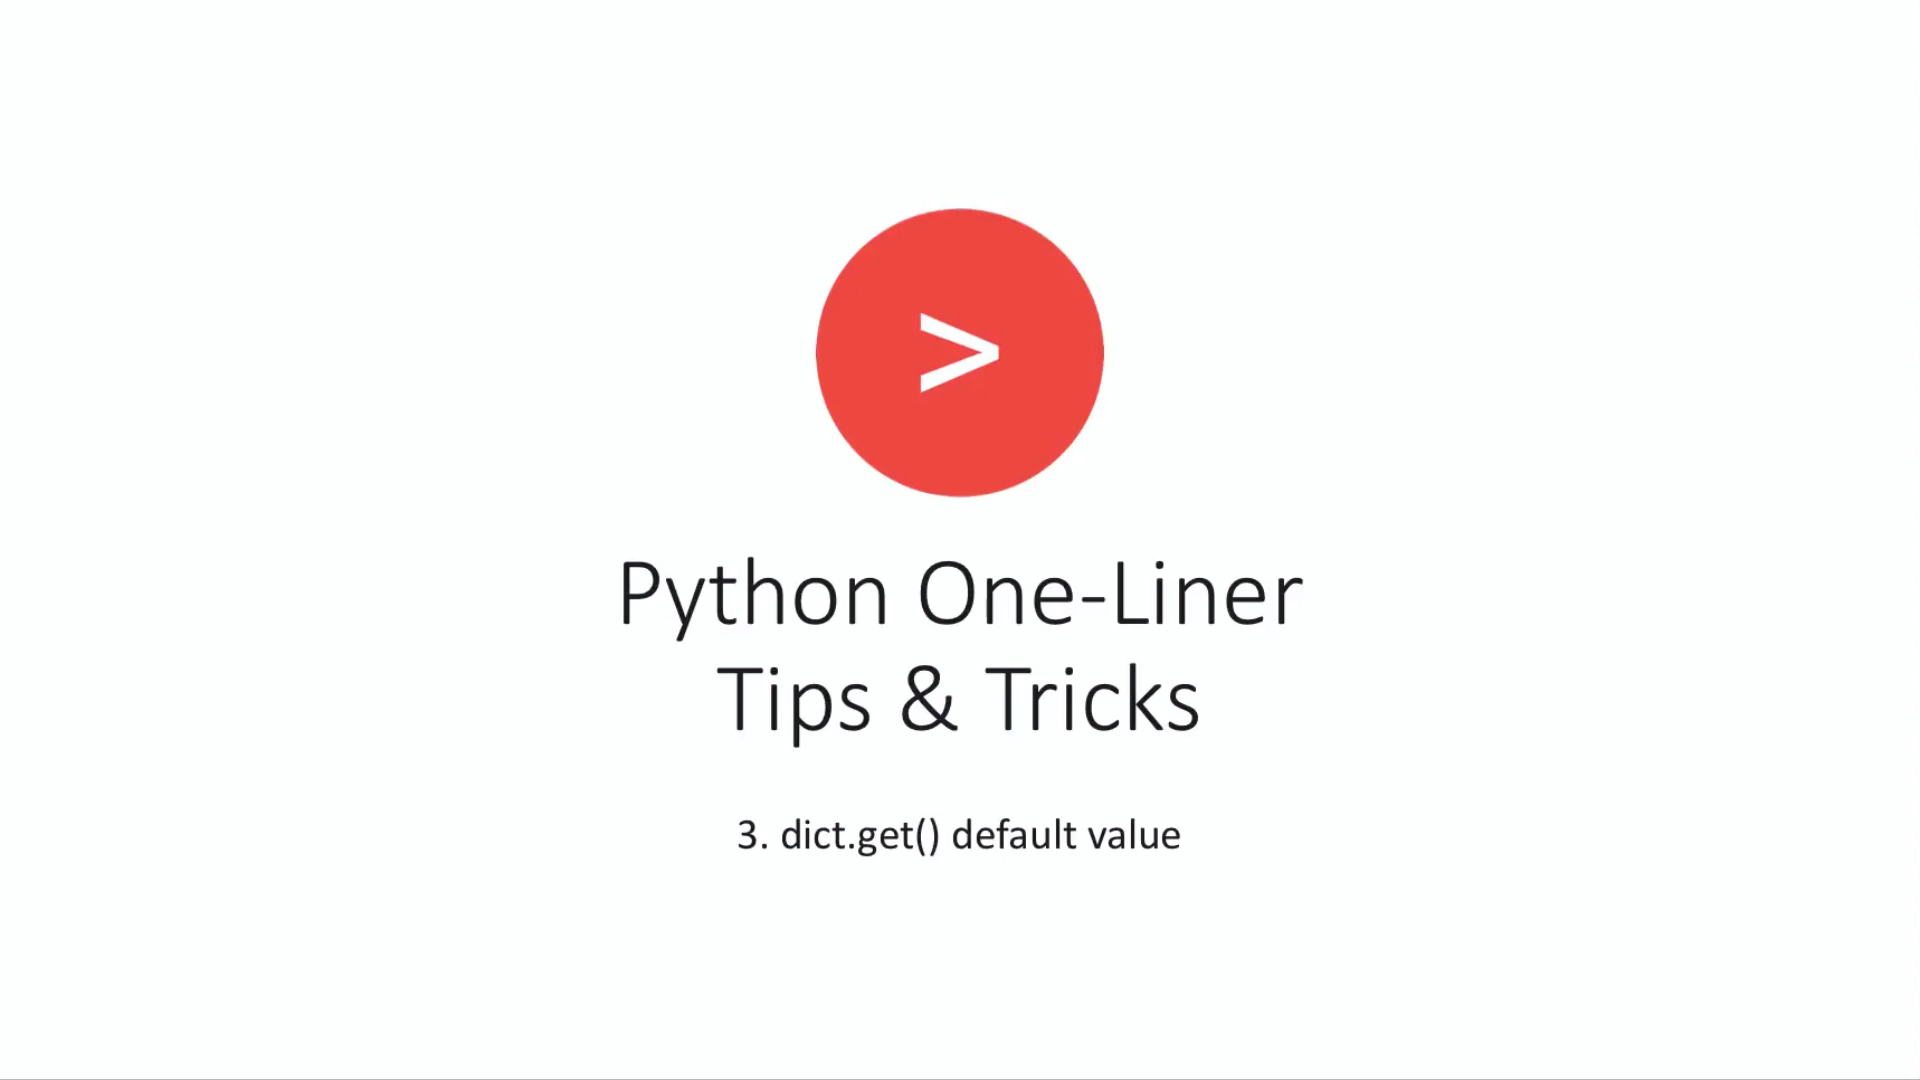 >
Python One-Liner
Tips & Tricks
3. dict.get() default value